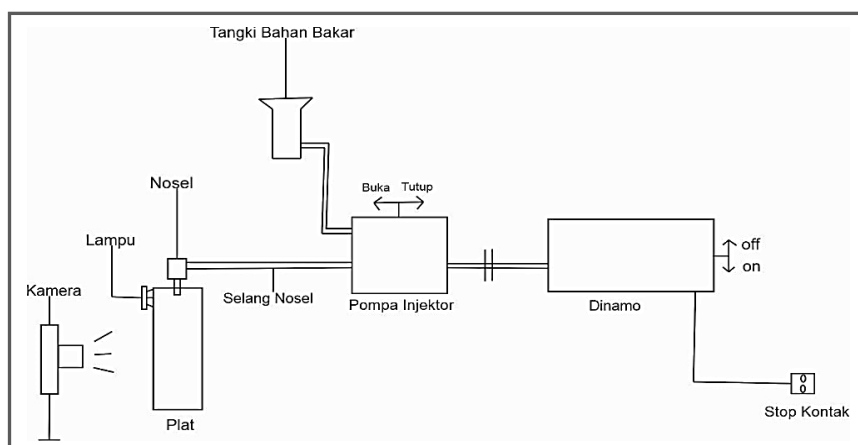 Tangki Bahan Bakar
Buka Tutup
Nosel
Lampu
off
Kamera
on
Selang Nosel
Pompa Injektor
Dinamo
Plat
Stop Kontak